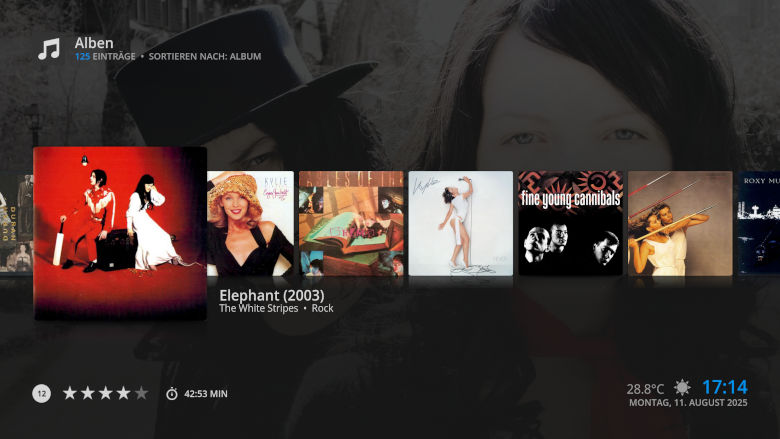 Alben
125 EINTRÄGE • SORTIEREN NACH: ALBUM
KYLIE
fine young cannibals
ROXY MU
Elephant (2003)
The White Stripes • Rock
12
42:53 MIN
28.8°C
17:14
MONTAG, 11. AUGUST 2025